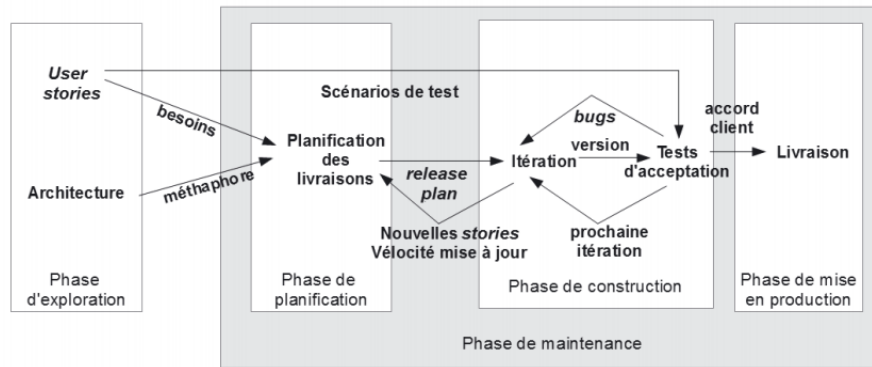 User
stories
Scénarios de test
besoins
Architecture
méthaphore
Planification
des
livraisons
release
plan
Nouvelles stories
Vélocité mise à jour
bugs
Itération
version
Tests
d'acceptation
prochaine
itération
accord
client
Livraison
Phase
d'exploration
Phase de
planification
Phase de construction
Phase de mise
en production
Phase de maintenance